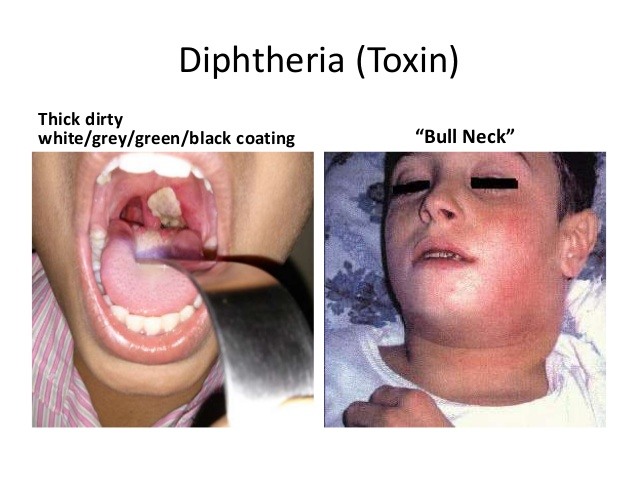 Diphtheria (Toxin)
Thick dirty
white/grey/green/black coating
“Bull Neck”